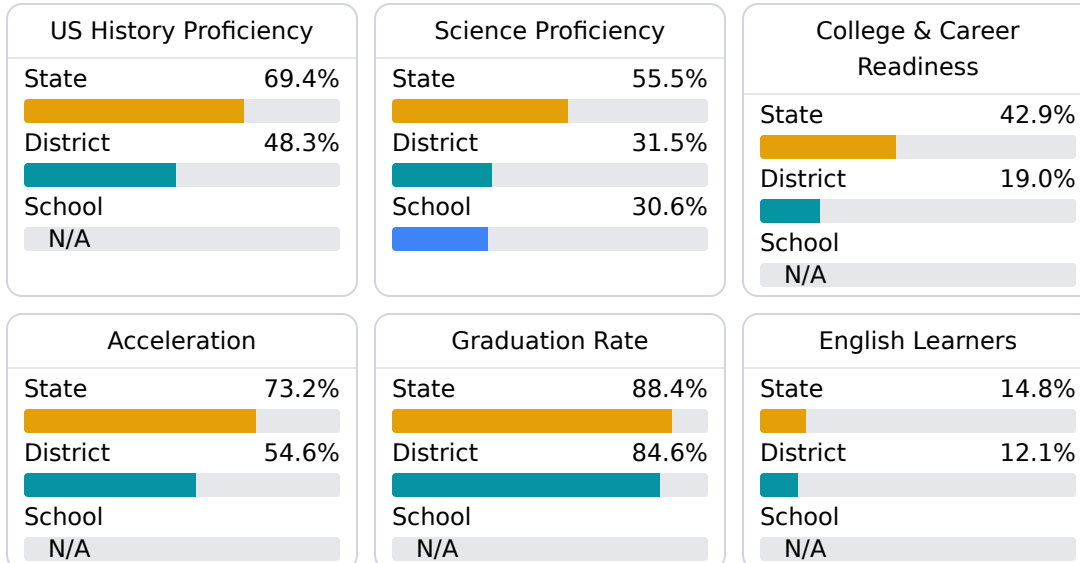 US History Proficiency
State 69.4%
District 48.3%
School
N/A
Science Proficiency
State 55.5%
District 31.5%
School 30.6%
College & Career
Readiness
State 42.9%
District 19.0%
School
N/A
Acceleration
State 73.2%
District 54.6%
School
N/A
Graduation Rate
State 88.4%
District 84.6%
School
N/A
English Learners
State 14.8%
District 12.1%
School
N/A